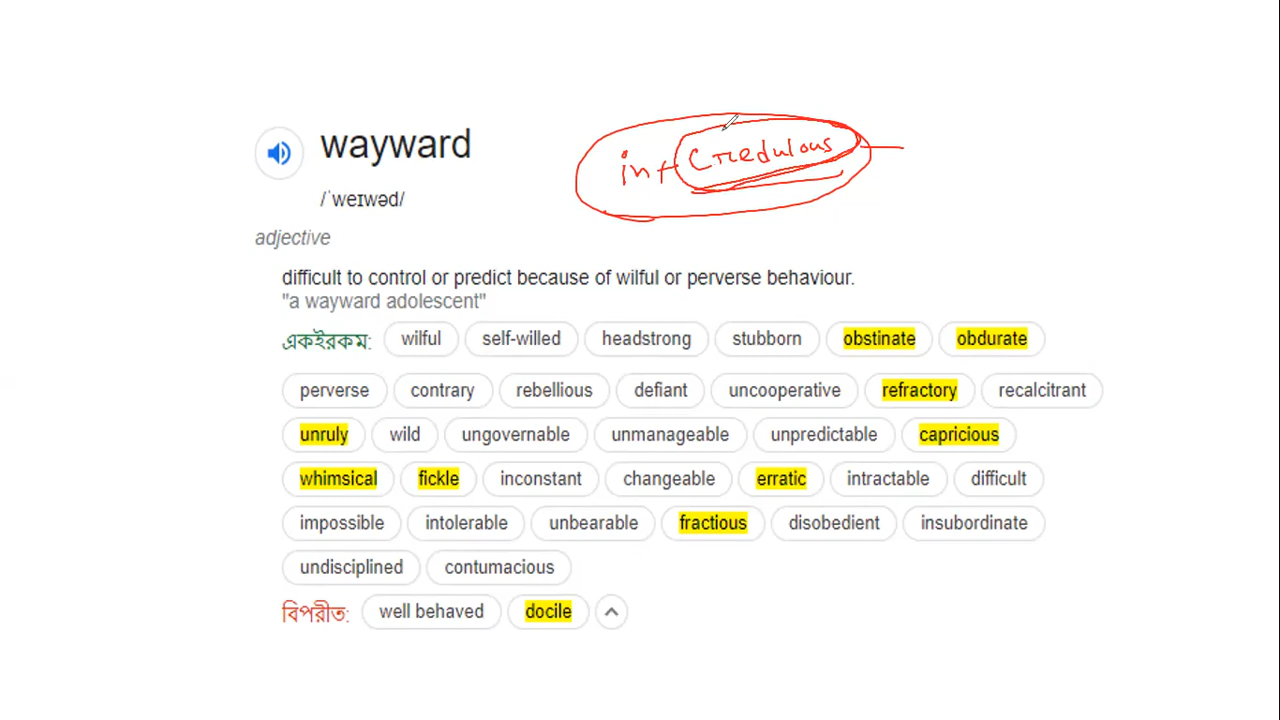 wayward
in + Credulous
/ˈweɪwəd/
adjective
difficult to control or predict because of wilful or perverse behaviour.
"a wayward adolescent"
একইরকম: wilful self-willed headstrong stubborn obstinate obdurate
perverse contrary rebellious defiant uncooperative refractory recalcitrant
unruly wild ungovernable unmanageable unpredictable capricious
whimsical fickle inconstant changeable erratic intractable difficult
impossible intolerable unbearable fractious disobedient insubordinate
undisciplined contumacious
বিপরীত: well behaved docile